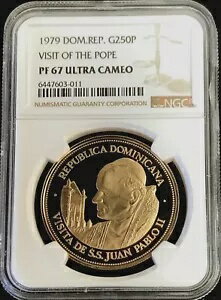 1979 DOM.REP. G250P
VISIT OF THE POPE
PF 67 ULTRA CAMEO
6447603-011
NUMISMATIC GUARANTY CORPORATION
NGC
REPUBLICA DOMINICANA
VISITA DE S.S. JUAN PABLO II